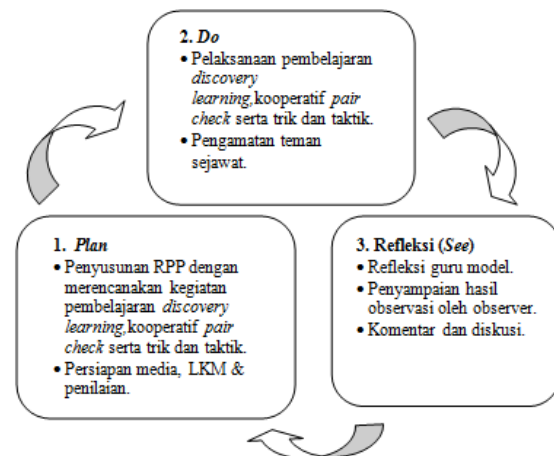 2. Do
• Pelaksanaan pembelajaran
discovery
learning,kooperatif pair
check serta trik dan taktik.
• Pengamatan teman
sejawat.
1. Plan
• Penyusunan RPP dengan
merencanakan kegiatan
pembelajaran discovery
learning,kooperatif pair
check serta trik dan taktik.
• Persiapan media, LKM &
penilaian.
3. Refleksi (See)
• Refleksi guru model.
• Penyampaian hasil
observasi oleh observer.
• Komentar dan diskusi.